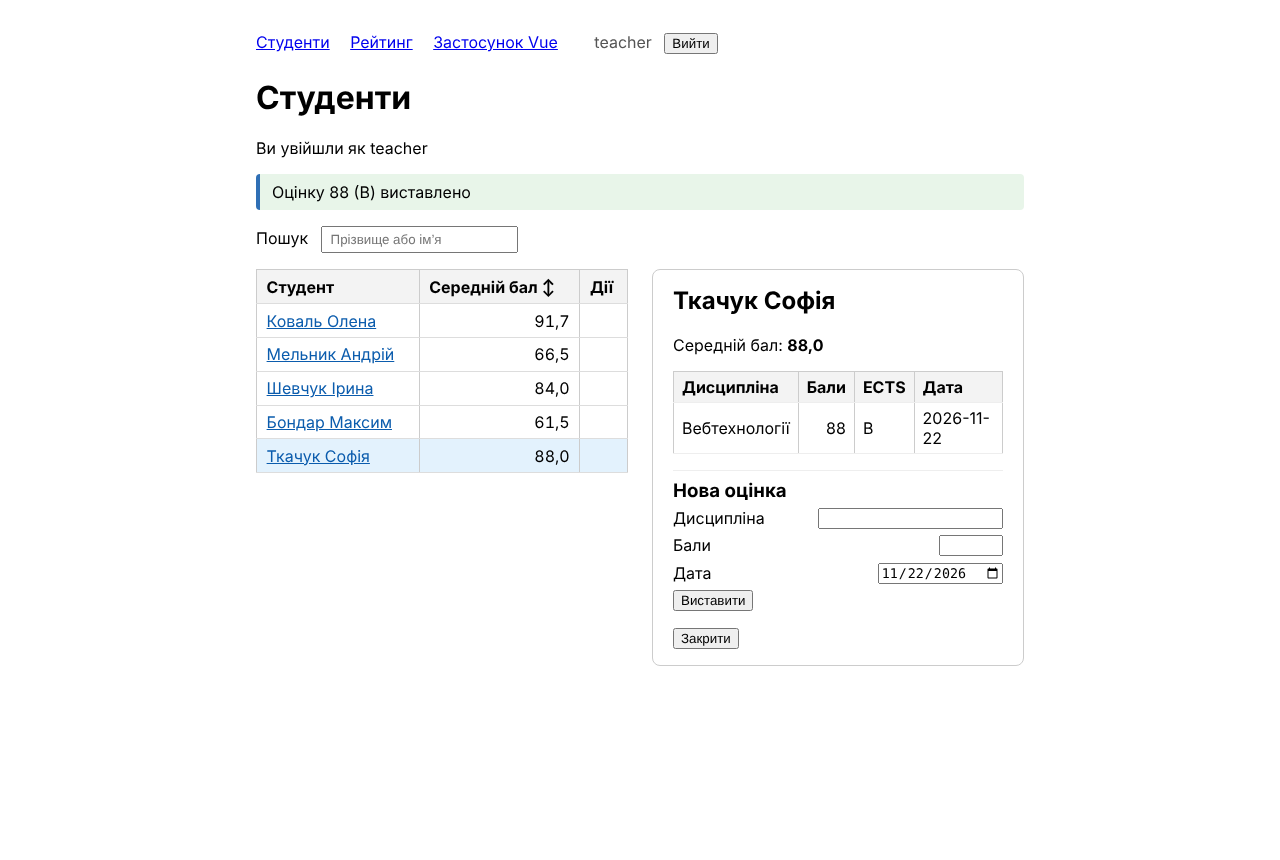 Студенти Рейтинг Застосунок Vue teacher Вийти
Студенти
Ви увійшли як teacher
Оцінку 88 (B) виставлено
Пошук Прізвище або ім'я
Студент Середній бал ↕ Дії
Коваль Олена 91,7
Мельник Андрій 66,5
Шевчук Ірина 84,0
Бондар Максим 61,5
Ткачук Софія 88,0
Ткачук Софія
Середній бал: 88,0
Дисципліна Бали ECTS Дата
Вебтехнології 88 B 2026-11-
22
Нова оцінка
Дисципліна
Бали
Дата 11/22/2026
Виставити
Закрити